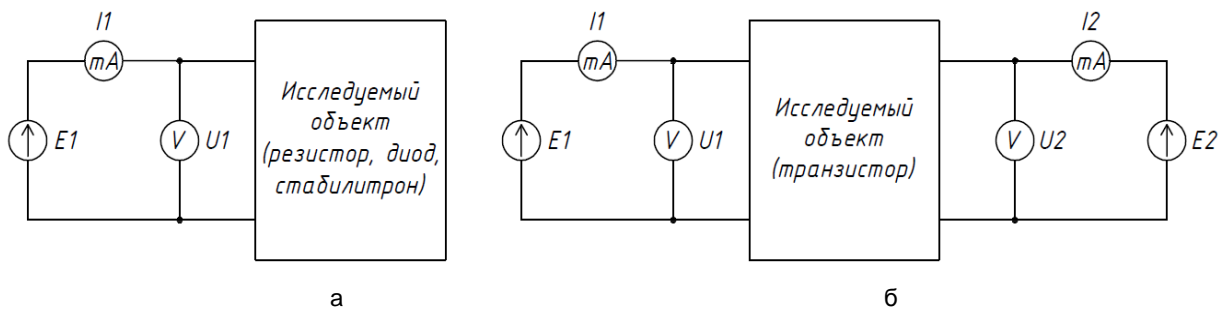 I1
mA
E1
V
U1
Исследуемый
объект
(резистор, диод,
стабилитрон)
а
I1
mA
E1
V
U1
Исследуемый
объект
(транзистор)
I2
mA
V
U2
E2
б